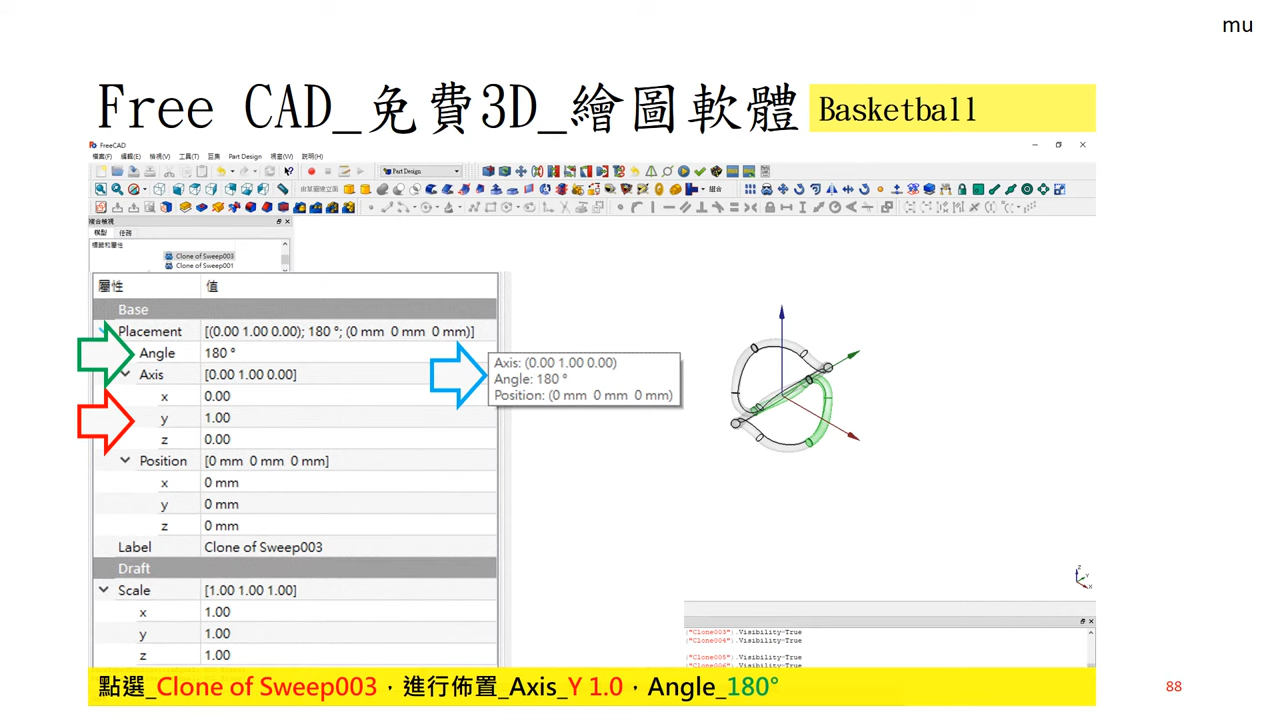 mu
Free CAD_免費3D_繪圖軟體
Basketball
FreeCAD
檔案(F) 編輯(E) 檢視(V) 工具(T) 巨集 Part Design 視窗(W) 說明(H)
Part Design
組合
複合檢視
模型 任務
標籤和屬性
Clone of Sweep003
Clone of Sweep001
屬性 值
Base
Placement [(0.00 1.00 0.00); 180 °; (0 mm 0 mm 0 mm)]
Angle 180 °
Axis [0.00 1.00 0.00]
x 0.00
y 1.00
z 0.00
Position [0 mm 0 mm 0 mm]
x 0 mm
y 0 mm
z 0 mm
Label Clone of Sweep003
Draft
Scale [1.00 1.00 1.00]
x 1.00
y 1.00
z 1.00
Axis: (0.00 1.00 0.00)
Angle: 180 °
Position: (0 mm 0 mm 0 mm)
Z
Y
X
("Clone003").Visibility=True
("Clone004").Visibility=True
("Clone005").Visibility=True
("Clone006").Visibility=True
點選_Clone of Sweep003，進行佈置_Axis_Y 1.0，Angle_180°
88